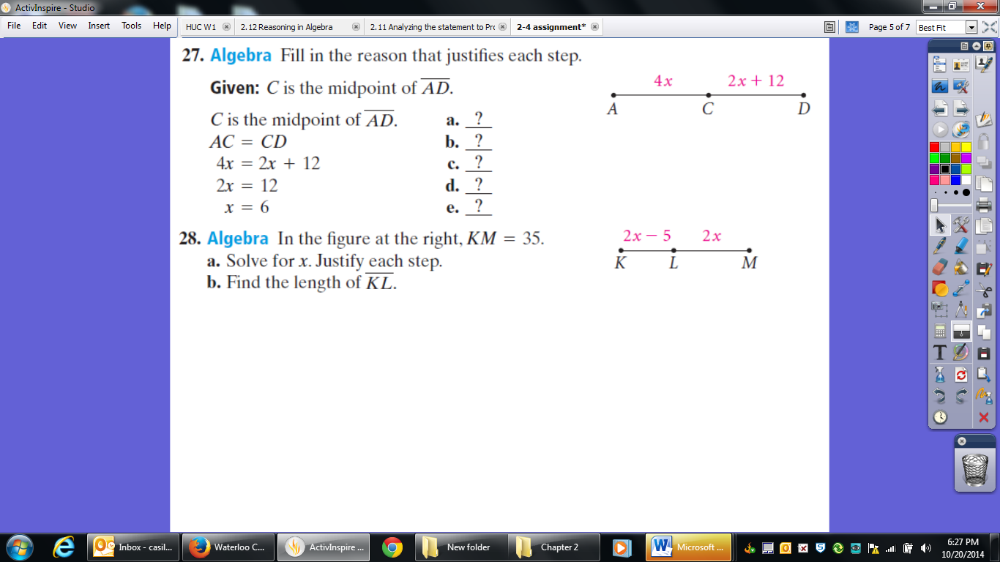 ActivInspire - Studio
File Edit View Insert Tools Help
HUC W1
2.12 Reasoning in Algebra
2.11 Analyzing the statement to Pro
2-4 assignment*
Page 5 of 7
Best Fit
27. Algebra Fill in the reason that justifies each step.
Given: C is the midpoint of AD.
4x 2x + 12
A C D
C is the midpoint of AD. a. ?
AC = CD b. ?
4x = 2x + 12 c. ?
2x = 12 d. ?
x = 6 e. ?
28. Algebra In the figure at the right, KM = 35.
a. Solve for x. Justify each step.
b. Find the length of KL.
2x − 5 2x
K L M
Inbox - casil...
Waterloo C...
ActivInspire ...
New folder
Chapter 2
Microsoft ...
6:27 PM
10/20/2014